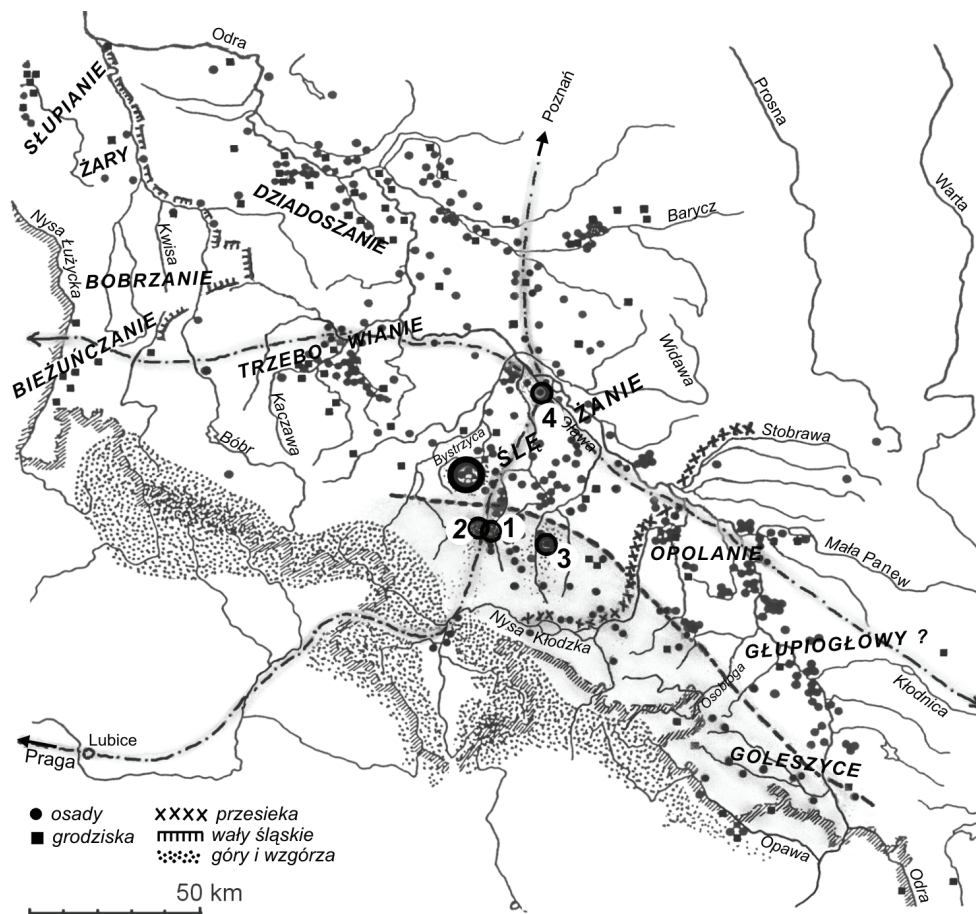 Odra
Poznań
Prosna
Warta
SŁUPIANIE
ŻARY
DZIADOSZANIE
Barycz
Nysa
Łużycka
Kwisa
BOBRZANIE
BIEŻUŃCZANIE
TRZEBO WIANIE
Widawa
Kaczawa
Bóbr
4
ŚLĘ ŻANIE
Oława
Bystrzyca
Stobrawa
2
1
3
OPOLANIE
Mała Panew
Nysa
Kłodzka
GŁUPIOGŁOWY ?
Osobłoga
Kłodnica
Lubice
Praga
GOLESZYCE
Opawa
Odra
osady
grodziska
przesieka
wały śląskie
góry i wzgórza
50 km